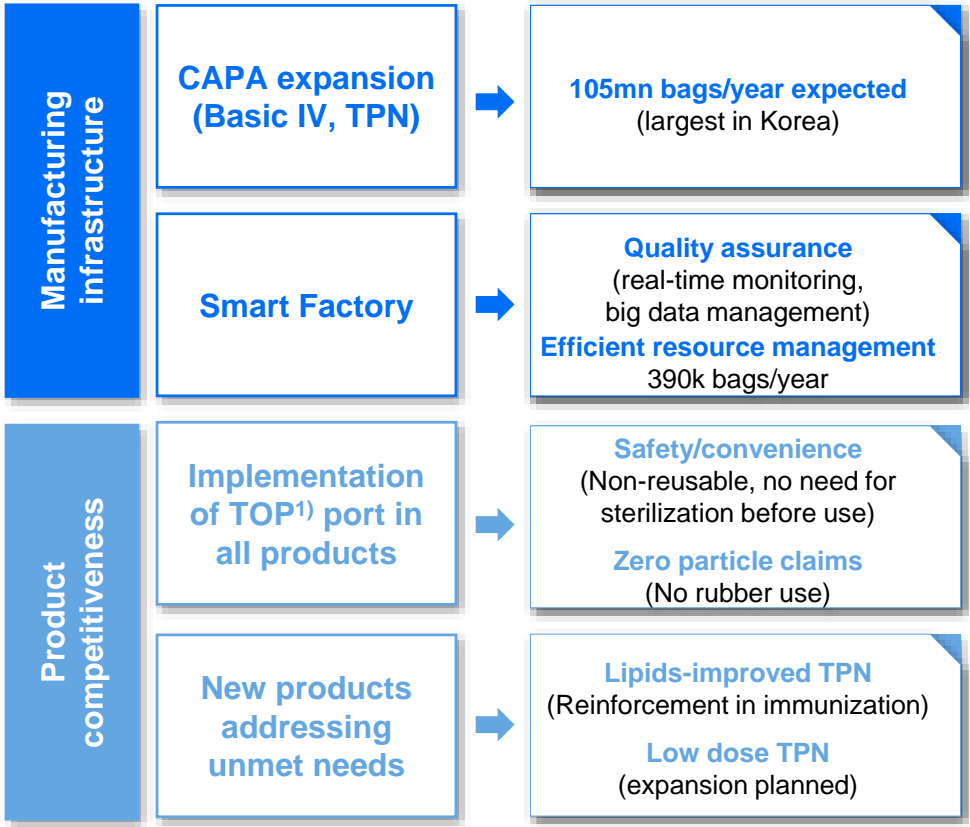 Manufacturing
infrastructure
CAPA expansion
(Basic IV, TPN)
105mn bags/year expected
(largest in Korea)
Smart Factory
Quality assurance
(real-time monitoring,
big data management)
Efficient resource management
390k bags/year
Product
competitiveness
Implementation
of TOP1) port in
all products
Safety/convenience
(Non-reusable, no need for
sterilization before use)
Zero particle claims
(No rubber use)
New products
addressing
unmet needs
Lipids-improved TPN
(Reinforcement in immunization)
Low dose TPN
(expansion planned)